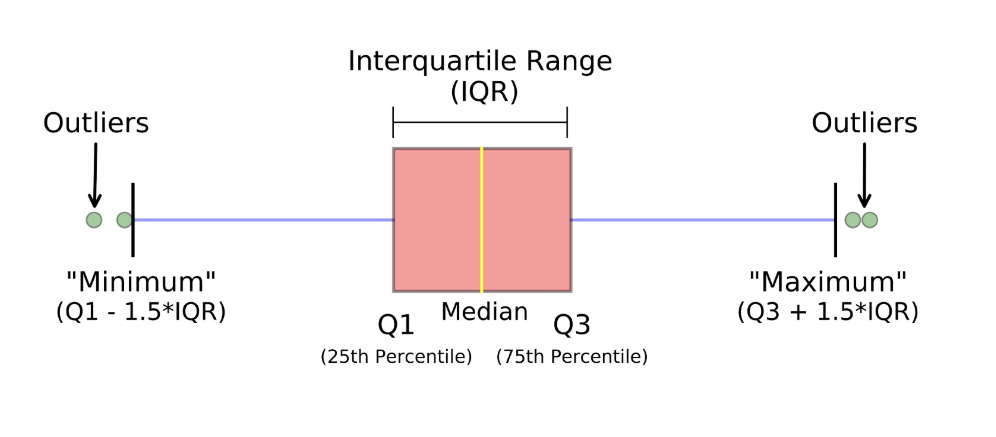 Interquartile Range
(IQR)
Outliers
Outliers
"Minimum"
(Q1 - 1.5*IQR)
"Maximum"
(Q3 + 1.5*IQR)
Median
Q1
Q3
(25th Percentile)
(75th Percentile)